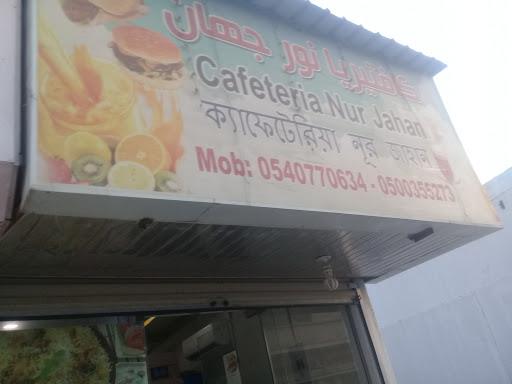 كافتيريا نور جهان
Cafeteria Nur Jahan
ক্যাফেটেরিয়া নূর জাহান
Mob: 0540770634 - 0500355273